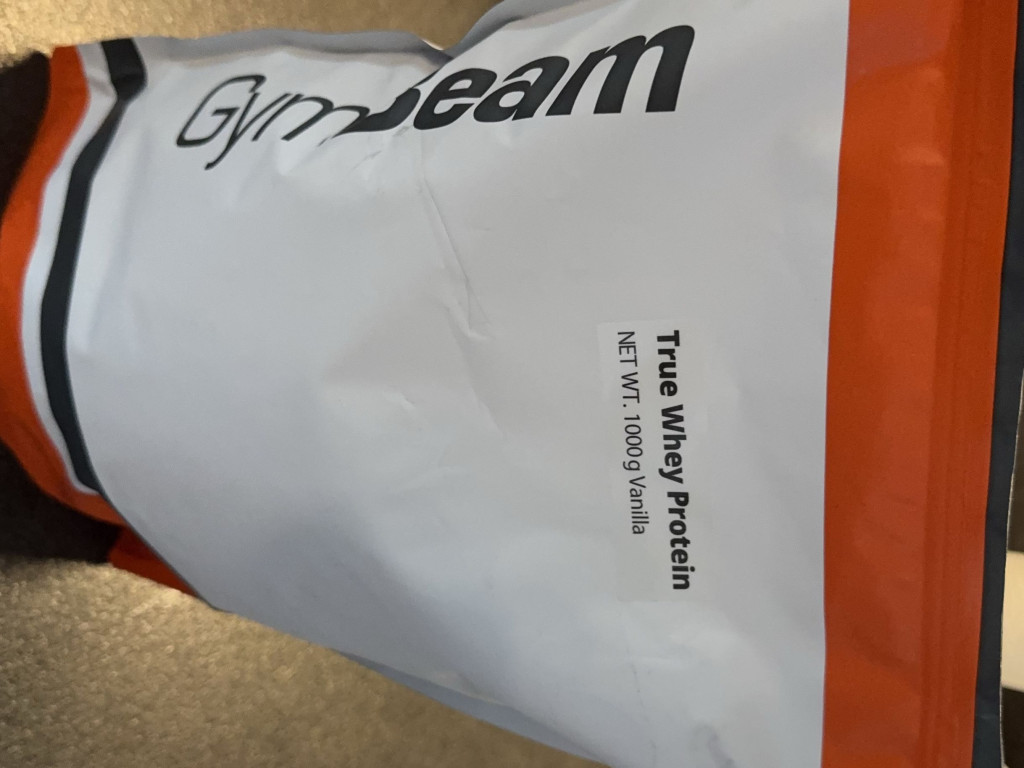 GymBeam
True Whey Protein
NET WT. 1000g Vanilla